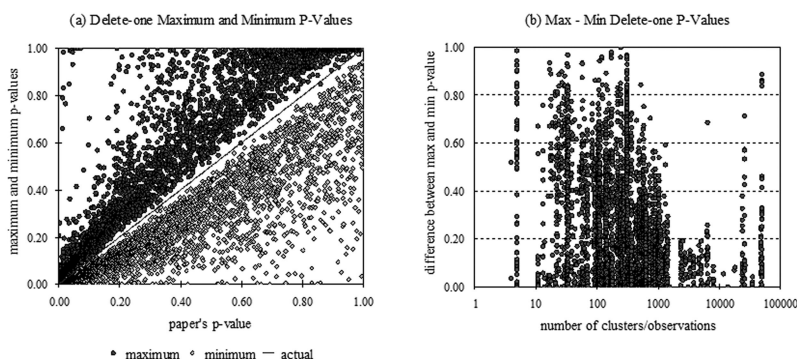 (a) Delete-one Maximum and Minimum P-Values
maximum and minimum p-values
1.00
0.80
0.60
0.40
0.20
0.00
0.00 0.20 0.40 0.60 0.80 1.00
paper's p-value
maximum minimum actual
(b) Max - Min Delete-one P-Values
difference between max and min p-value
1.00
0.80
0.60
0.40
0.20
0.00
1 10 100 1000 10000 100000
number of clusters/observations